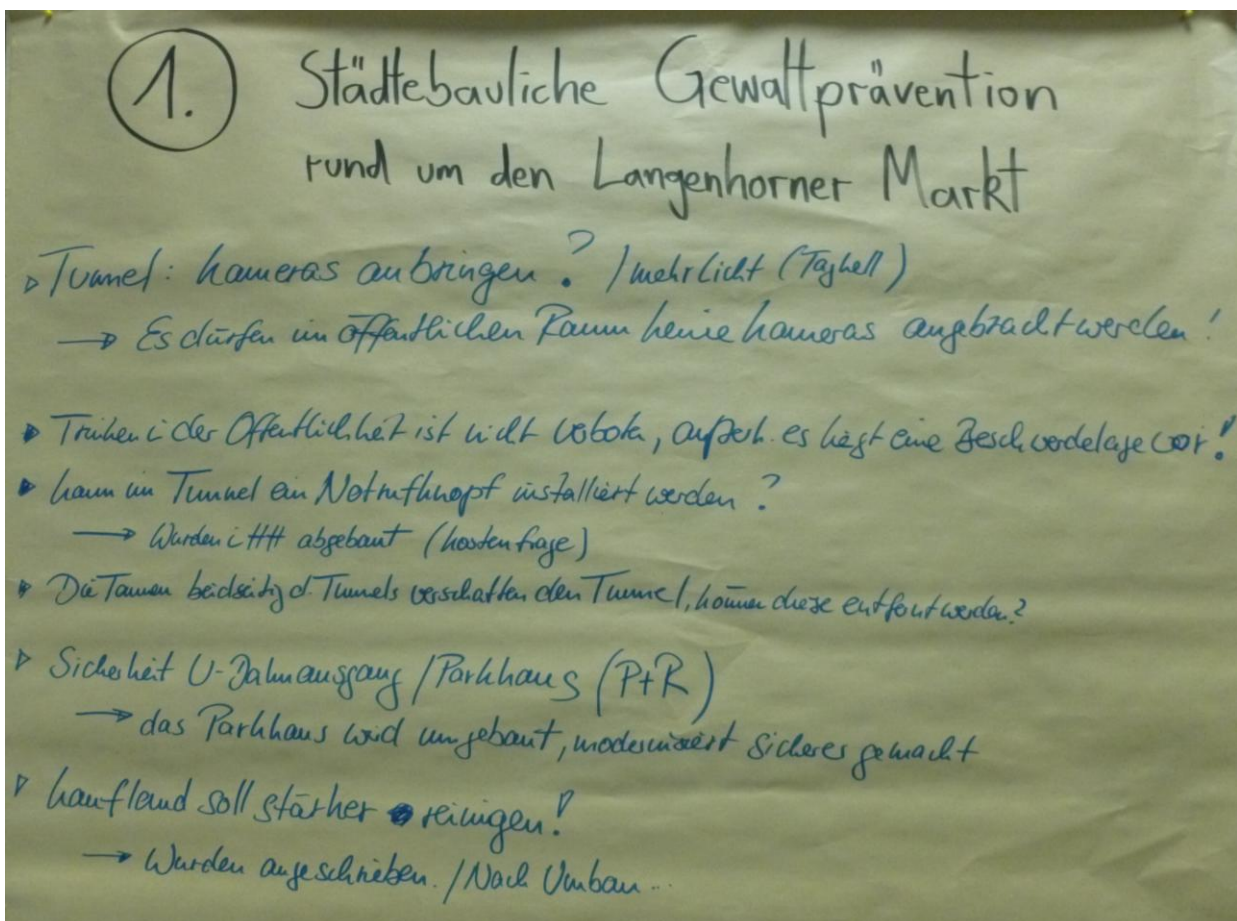 1. Städtebauliche Gewaltprävention
rund um den Langenhorner Markt
▹ Tunnel: Kameras anbringen? / mehr Licht (Taghell)
→ Es dürfen im öffentlichen Raum keine Kameras angebracht werden!
▸ Trinken i der Öffentlichkeit ist nicht verboten, außerh. es liegt eine Beschwerdelage vor!
▸ Kann im Tunnel ein Notrufknopf installiert werden?
→ Wurden i HH abgebaut (Kostenfrage)
▸ Die Tannen beidseitig d. Tunnels verschatten den Tunnel, können diese entfernt werden?
▹ Sicherheit U-Bahnausgang / Parkhaus (P+R)
→ das Parkhaus wird umgebaut, modernisiert sicherer gemacht
▹ Kaufland soll stärker reinigen!
→ Wurden angeschrieben. / Nach Umbau...